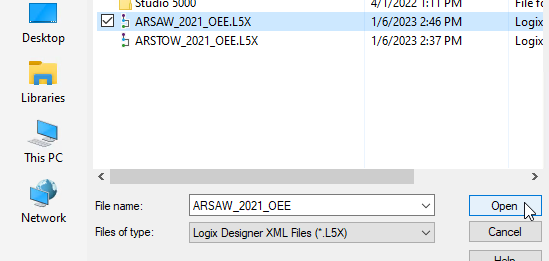 Desktop
Libraries
This PC
Network
Studio 5000 4/1/2022 1:11 PM File fo
ARSAW_2021_OEE.L5X 1/6/2023 2:46 PM Logix
ARSTOW_2021_OEE.L5X 1/6/2023 2:37 PM Logix
File name: ARSAW_2021_OEE Open
Files of type: Logix Designer XML Files (*.L5X) Cancel
Help